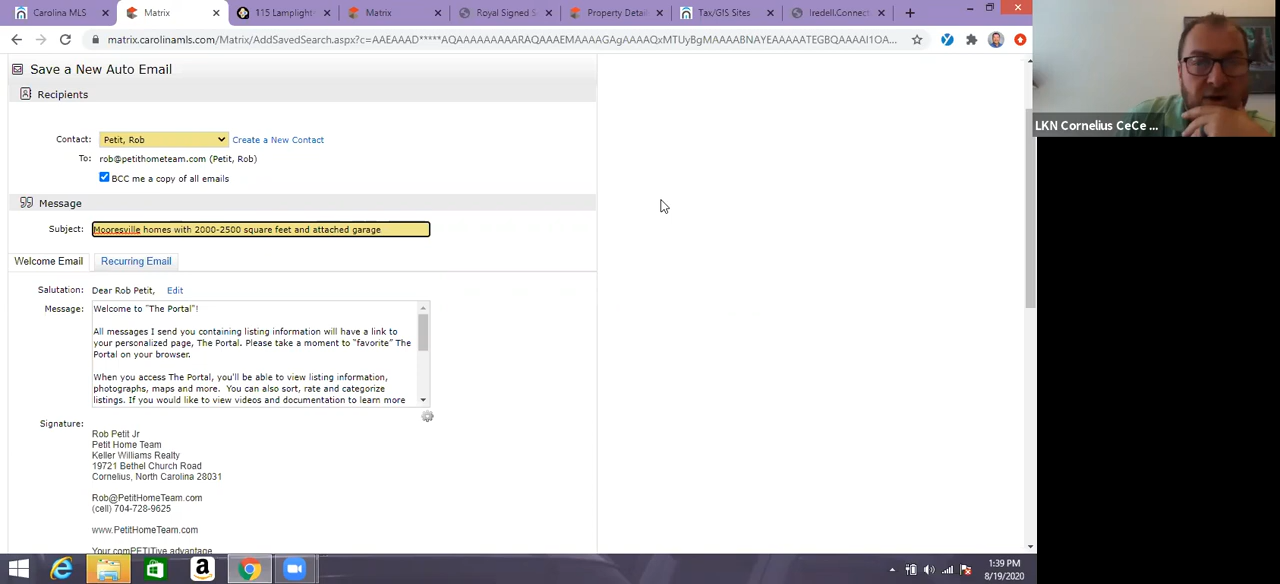 Carolina MLS
Matrix
115 Lamplight
Matrix
Royal Signed S
Property Detail
Tax/GIS Sites
Iredell.Connect
matrix.carolinamls.com/Matrix/AddSavedSearch.aspx?c=AAEAAAD*****AQAAAAAAAAARAQAAAEMAAAAGAgAAAAQxMTUyBgMAAAABNAYEAAAATEGBQAAAAI1OA...
Save a New Auto Email
LKN Cornelius CeCe ...
Recipients
Contact: Petit, Rob Create a New Contact
To: rob@petithometeam.com (Petit, Rob)
BCC me a copy of all emails
Message
Subject: Mooresville homes with 2000-2500 square feet and attached garage
Welcome Email Recurring Email
Salutation: Dear Rob Petit, Edit
Message: Welcome to "The Portal"!
All messages I send you containing listing information will have a link to
your personalized page, The Portal. Please take a moment to "favorite" The
Portal on your browser.
When you access The Portal, you'll be able to view listing information,
photographs, maps and more. You can also sort, rate and categorize
listings. If you would like to view videos and documentation to learn more
Signature:
Rob Petit Jr
Petit Home Team
Keller Williams Realty
19721 Bethel Church Road
Cornelius, North Carolina 28031
Rob@PetitHomeTeam.com
(cell) 704-728-9625
www.PetitHomeTeam.com
Your comPETITive advantage
1:39 PM
8/19/2020